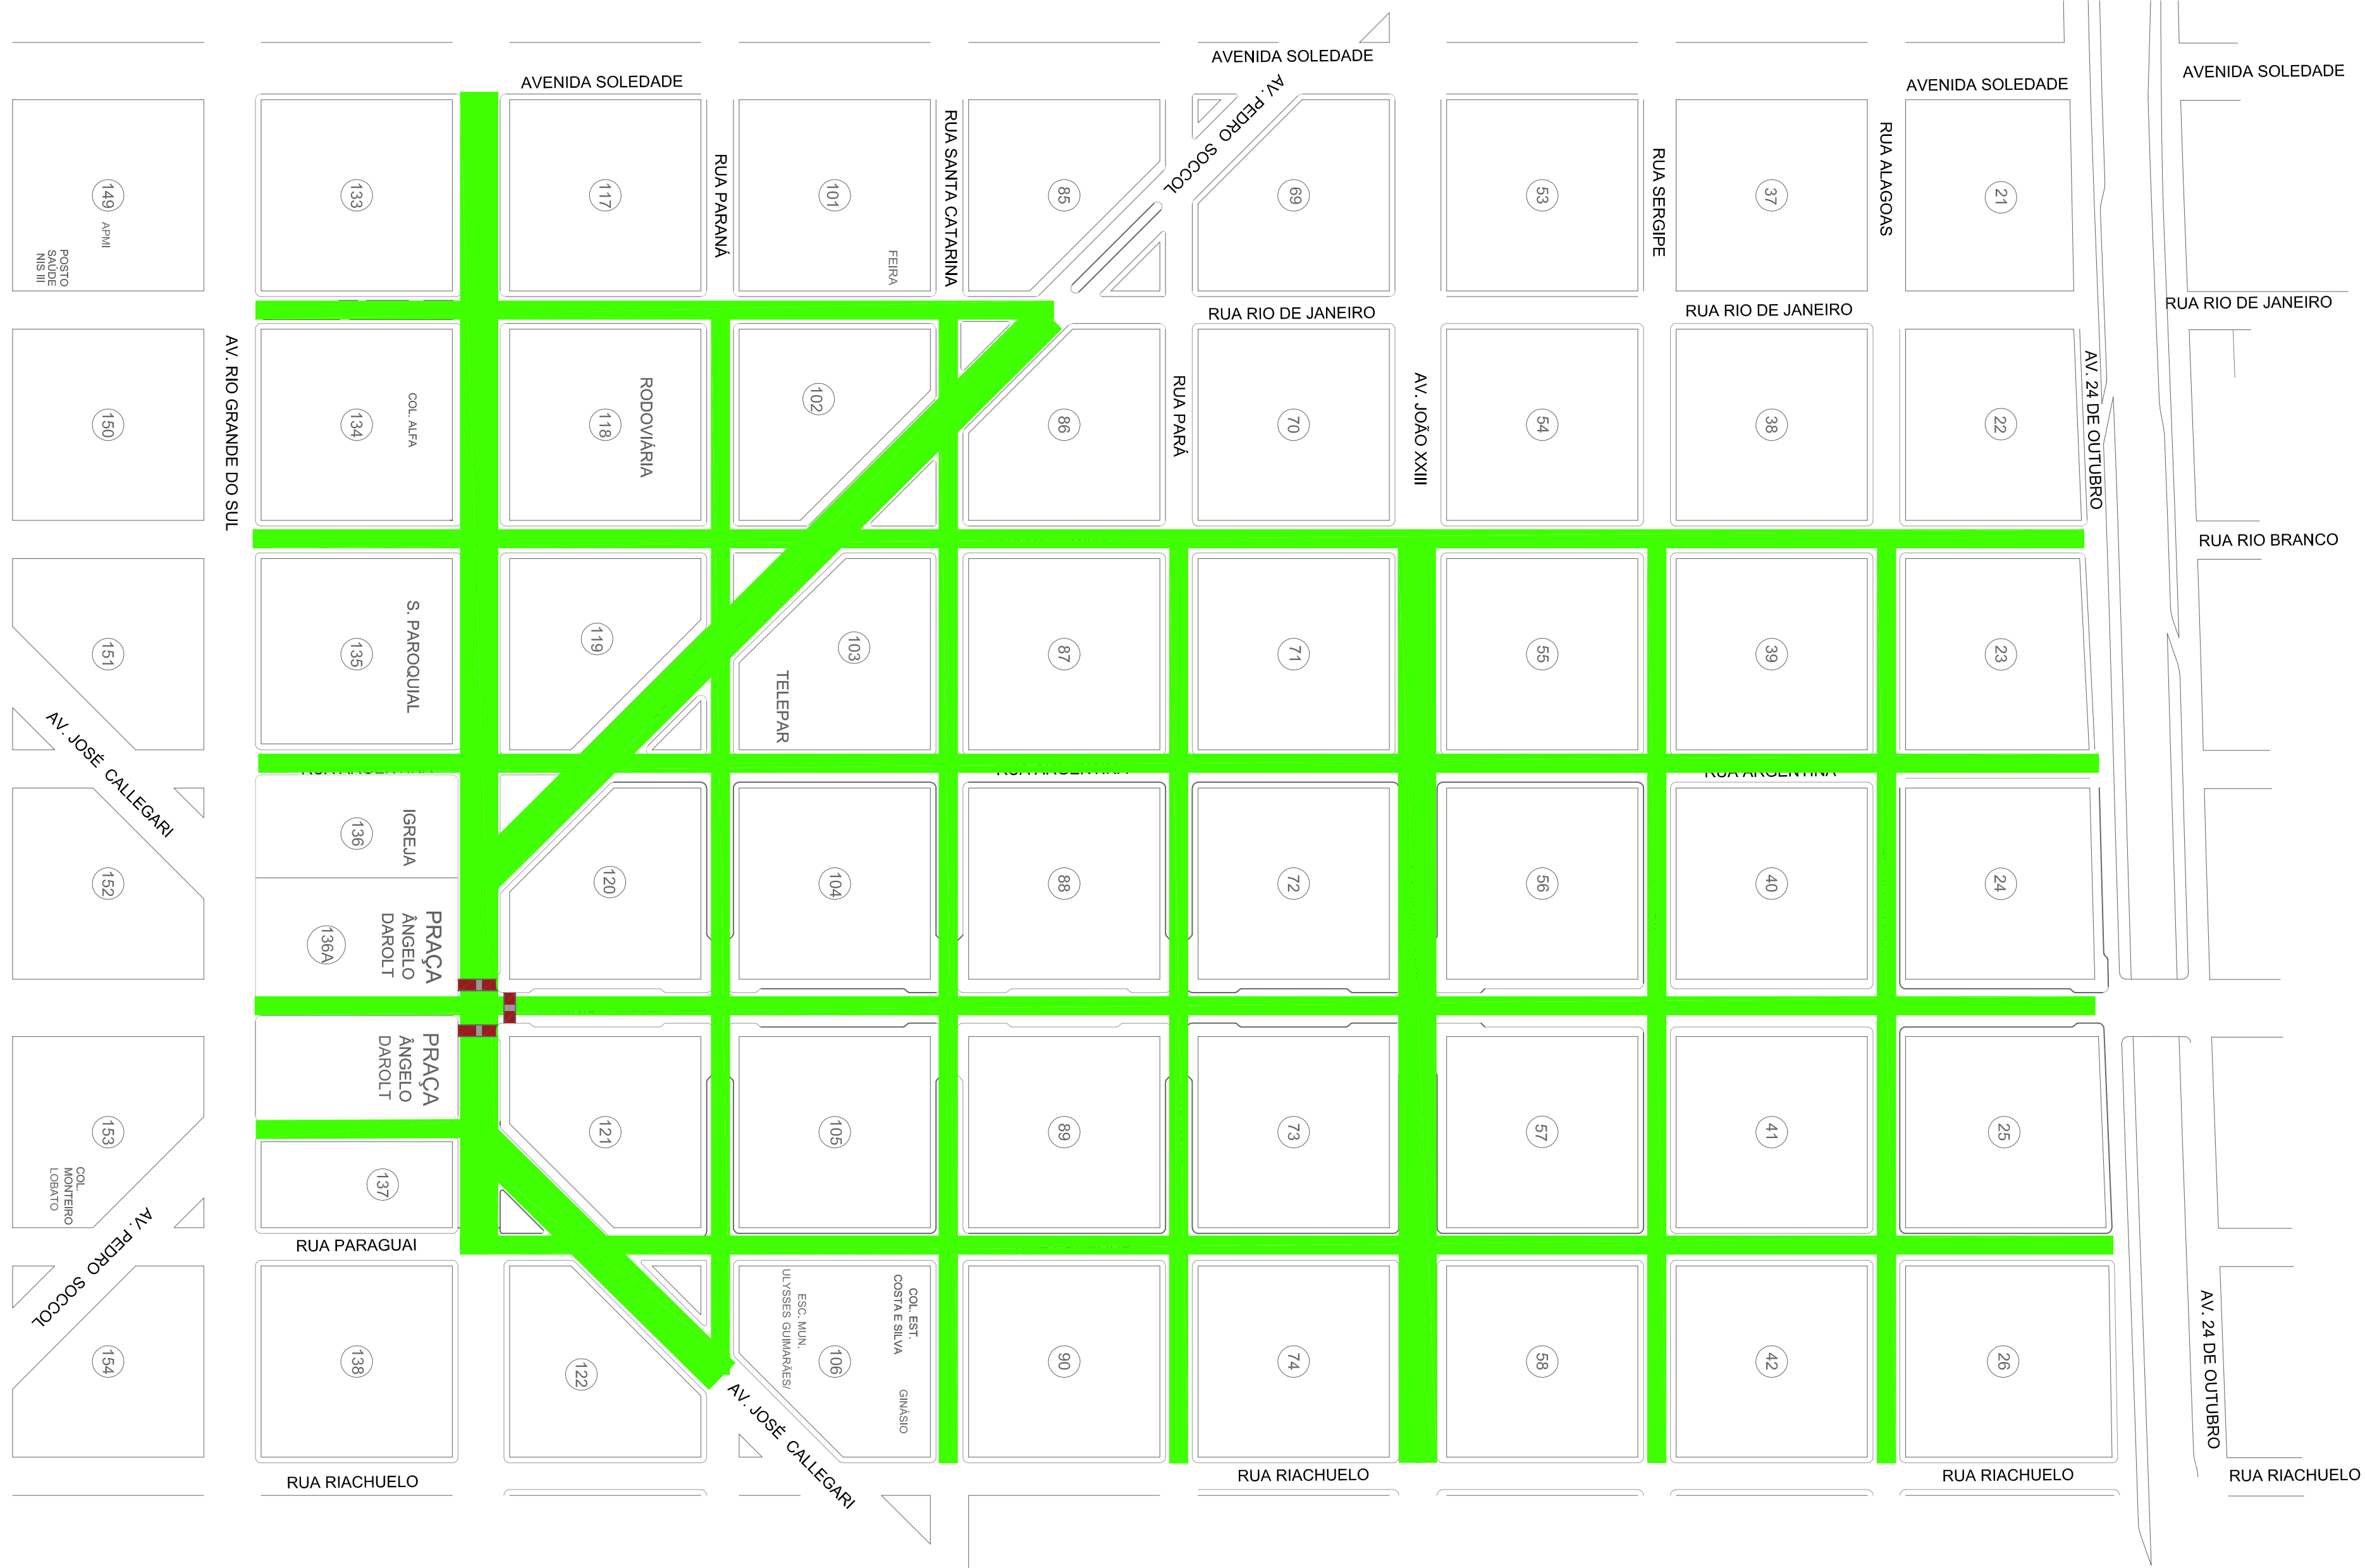 AVENIDA SOLEDADE
AVENIDA SOLEDADE
AVENIDA SOLEDADE
AVENIDA SOLEDADE
AV. PEDRO SOCCOL
RUA PARANÁ
RUA SANTA CATARINA
RUA SERGIPE
RUA ALAGOAS
149
APMI
POSTO
SAÚDE
NIS III
133
117
101
FEIRA
85
69
53
37
21
RUA RIO DE JANEIRO
RUA RIO DE JANEIRO
RUA RIO DE JANEIRO
AV. RIO GRANDE DO SUL
RUA PARÁ
AV. JOÃO XXIII
AV. 24 DE OUTUBRO
150
134
COL. ALFA
118
RODOVIÁRIA
102
86
70
54
38
22
RUA RIO BRANCO
151
135
S. PAROQUIAL
119
103
TELEPAR
87
71
55
39
23
AV. JOSÉ CALLEGARI
RUA ARGENTINA
RUA ARGENTINA
RUA ARGENTINA
152
136
IGREJA
136A
PRAÇA
ÂNGELO
DAROLT
120
104
88
72
56
40
24
PRAÇA
ÂNGELO
DAROLT
153
COL.
MONTEIRO
LOBATO
137
121
105
89
73
57
41
25
AV. PEDRO SOCCOL
RUA PARAGUAI
154
138
122
ESC. MUN.
ULYSSES GUIMARÃES/
106
COL. EST.
COSTA E SILVA
GINÁSIO
90
74
58
42
26
AV. 24 DE OUTUBRO
AV. JOSÉ CALLEGARI
RUA RIACHUELO
RUA RIACHUELO
RUA RIACHUELO
RUA RIACHUELO